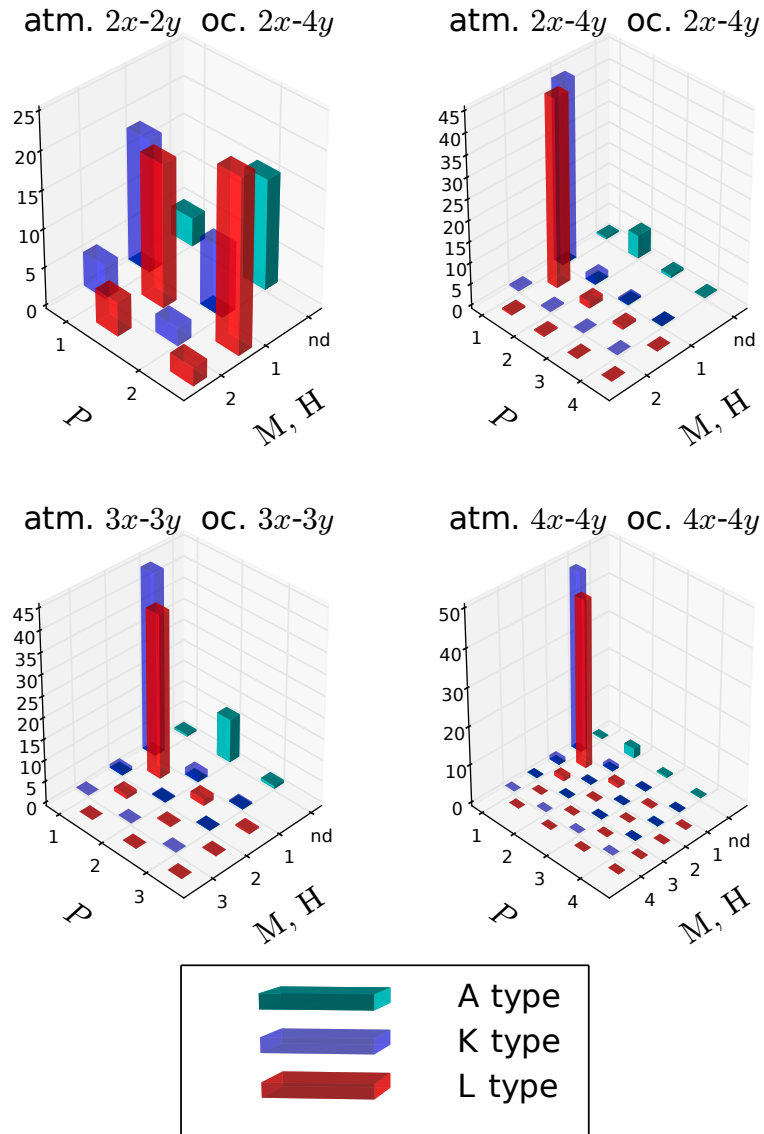 atm. 2x-2y oc. 2x-4y
25
20
15
10
5
0
1
2
P
2
1
nd
M, H
atm. 2x-4y oc. 2x-4y
45
40
35
30
25
20
15
10
5
0
1
2
3
4
P
2
1
nd
M, H
atm. 3x-3y oc. 3x-3y
45
40
35
30
25
20
15
10
5
0
1
2
3
P
3
2
1
nd
M, H
atm. 4x-4y oc. 4x-4y
50
40
30
20
10
0
1
2
3
4
P
4
3
2
1
nd
M, H
A type
K type
L type